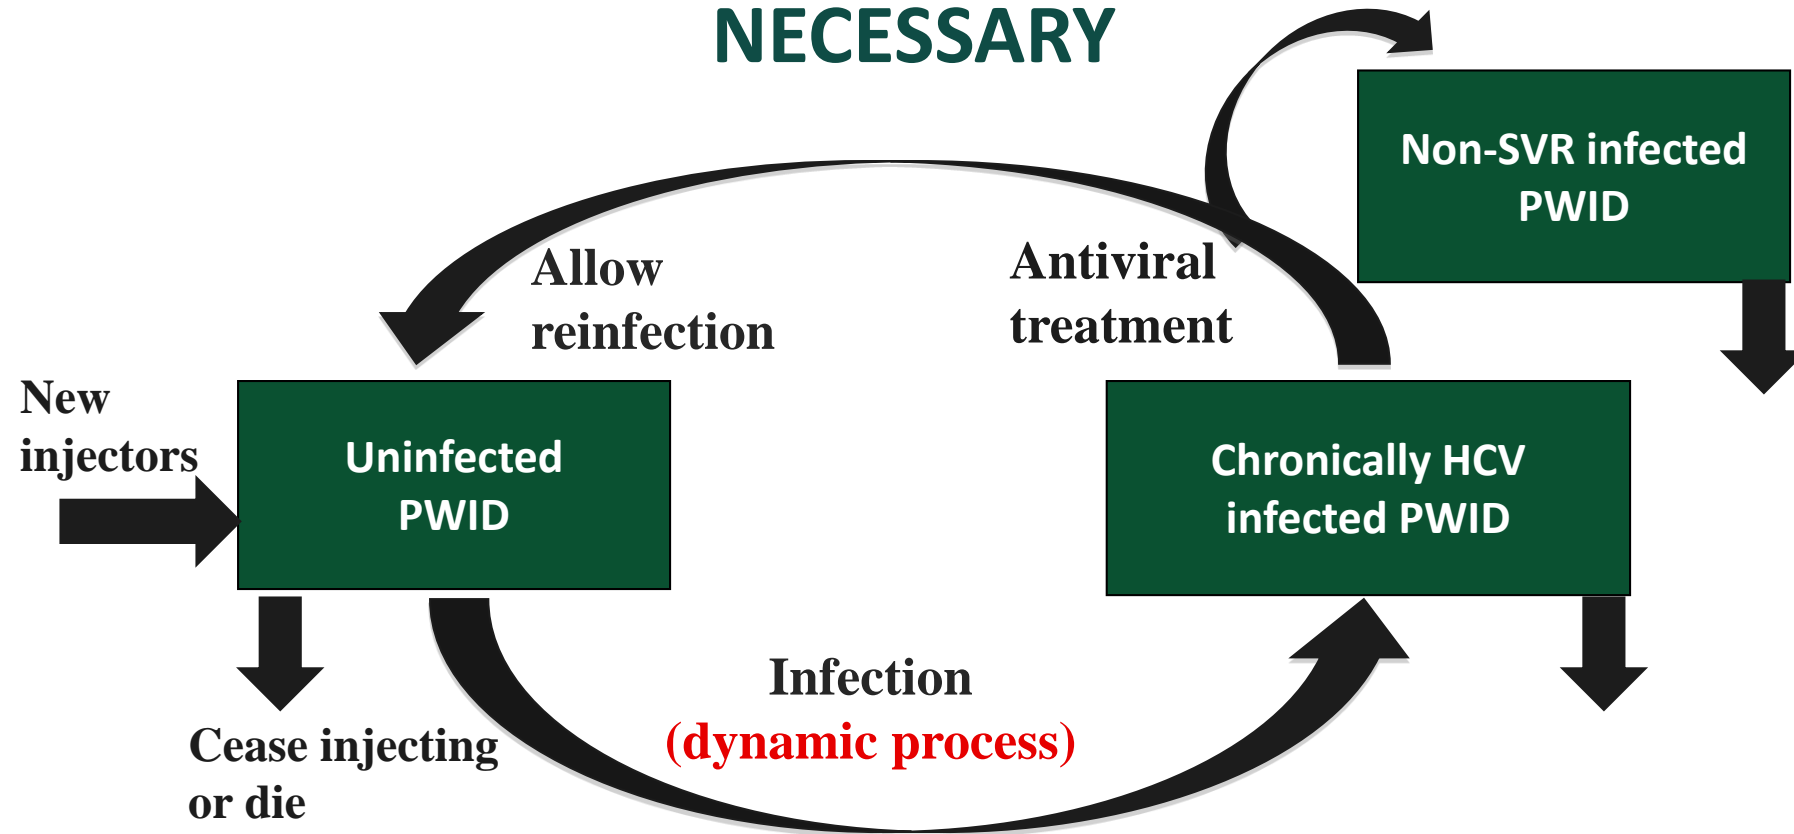 NECESSARY
Non-SVR infected
PWID
Allow
reinfection
Antiviral
treatment
New
injectors
Uninfected
PWID
Chronically HCV
infected PWID
Infection
(dynamic process)
Cease injecting
or die